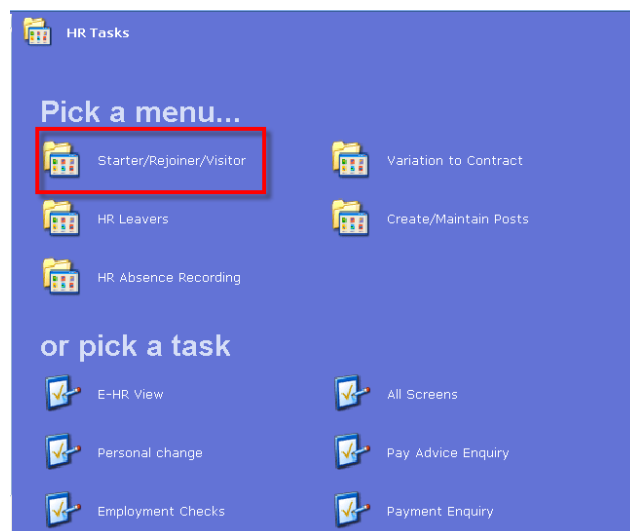 HR Tasks
Pick a menu...
Starter/Rejoiner/Visitor
Variation to Contract
HR Leavers
Create/Maintain Posts
HR Absence Recording
or pick a task
E-HR View
All Screens
Personal change
Pay Advice Enquiry
Employment Checks
Payment Enquiry